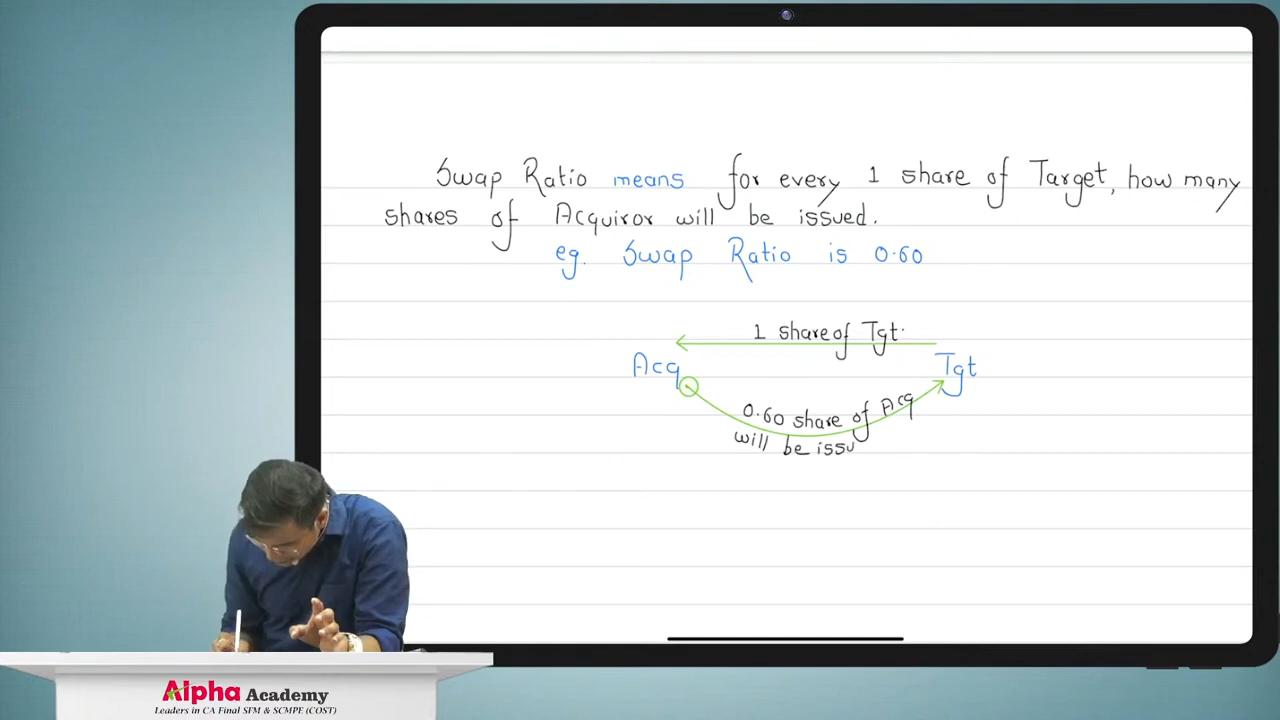 Swap Ratio means for every 1 share of Target, how many
shares of Acquiror will be issued.
eg. Swap Ratio is 0.60
1 share of Tgt.
Acq
Tgt
0.60 share of Acq
will be issu
Alpha Academy
Leaders in CA Final SFM & SCMPE (COST)